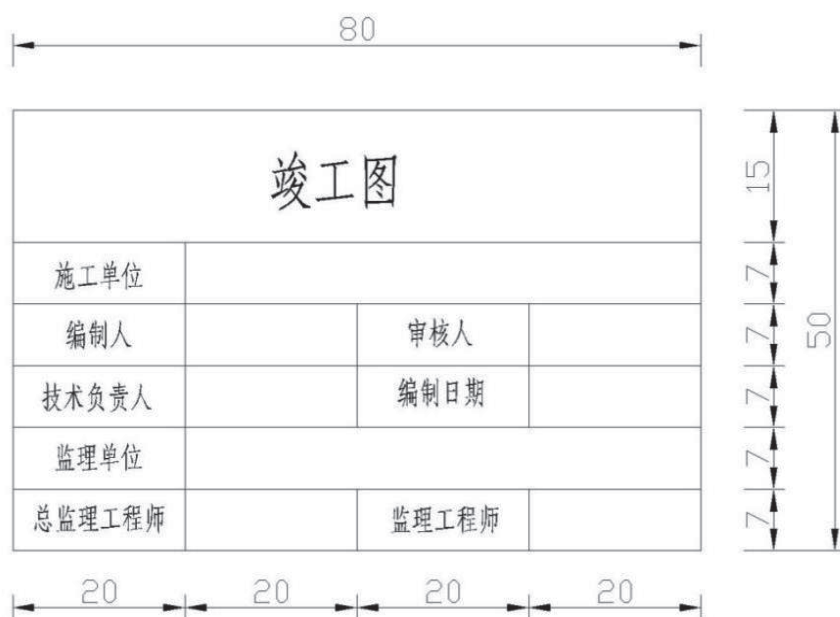 80
竣工图
15
施工单位
7
编制人 审核人
7
50
技术负责人 编制日期
7
监理单位
7
总监理工程师 监理工程师
7
20 20 20 20